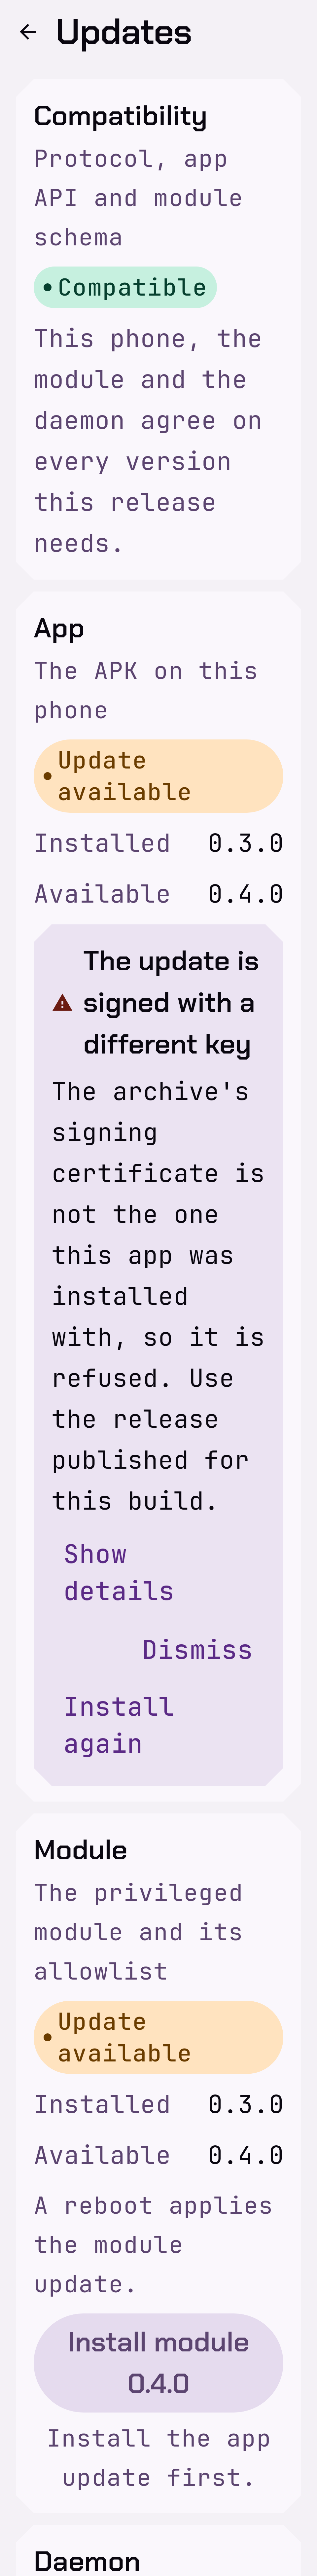 Updates
Compatibility
Protocol, app
API and module
schema
Compatible
This phone, the
module and the
daemon agree on
every version
this release
needs.
App
The APK on this
phone
Update
available
Installed 0.3.0
Available 0.4.0
The update is
signed with a
different key
The archive's
signing
certificate is
not the one
this app was
installed
with, so it is
refused. Use
the release
published for
this build.
Show
details
Dismiss
Install
again
Module
The privileged
module and its
allowlist
Update
available
Installed 0.3.0
Available 0.4.0
A reboot applies
the module
update.
Install module
0.4.0
Install the app
update first.
Daemon